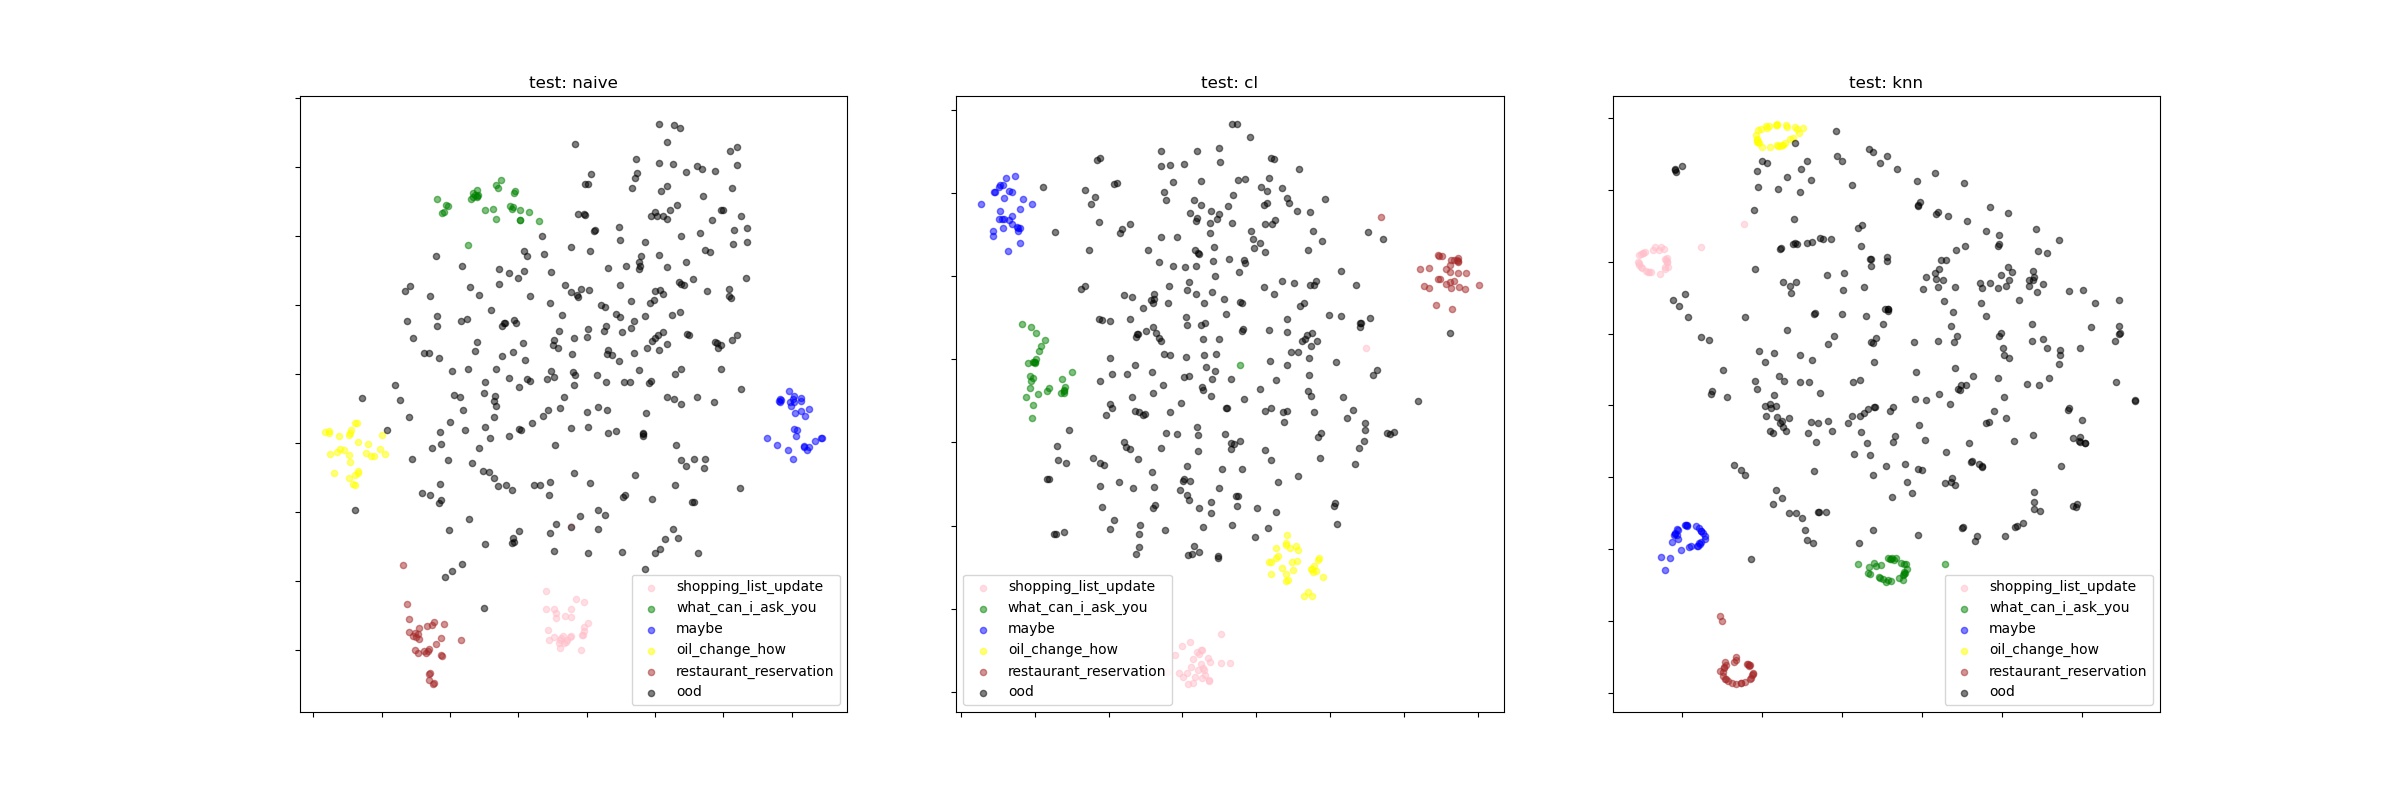 test: naive
test: cl
test: knn
shopping_list_update
what_can_i_ask_you
maybe
oil_change_how
restaurant_reservation
ood
shopping_list_update
what_can_i_ask_you
maybe
oil_change_how
restaurant_reservation
ood
shopping_list_update
what_can_i_ask_you
maybe
oil_change_how
restaurant_reservation
ood